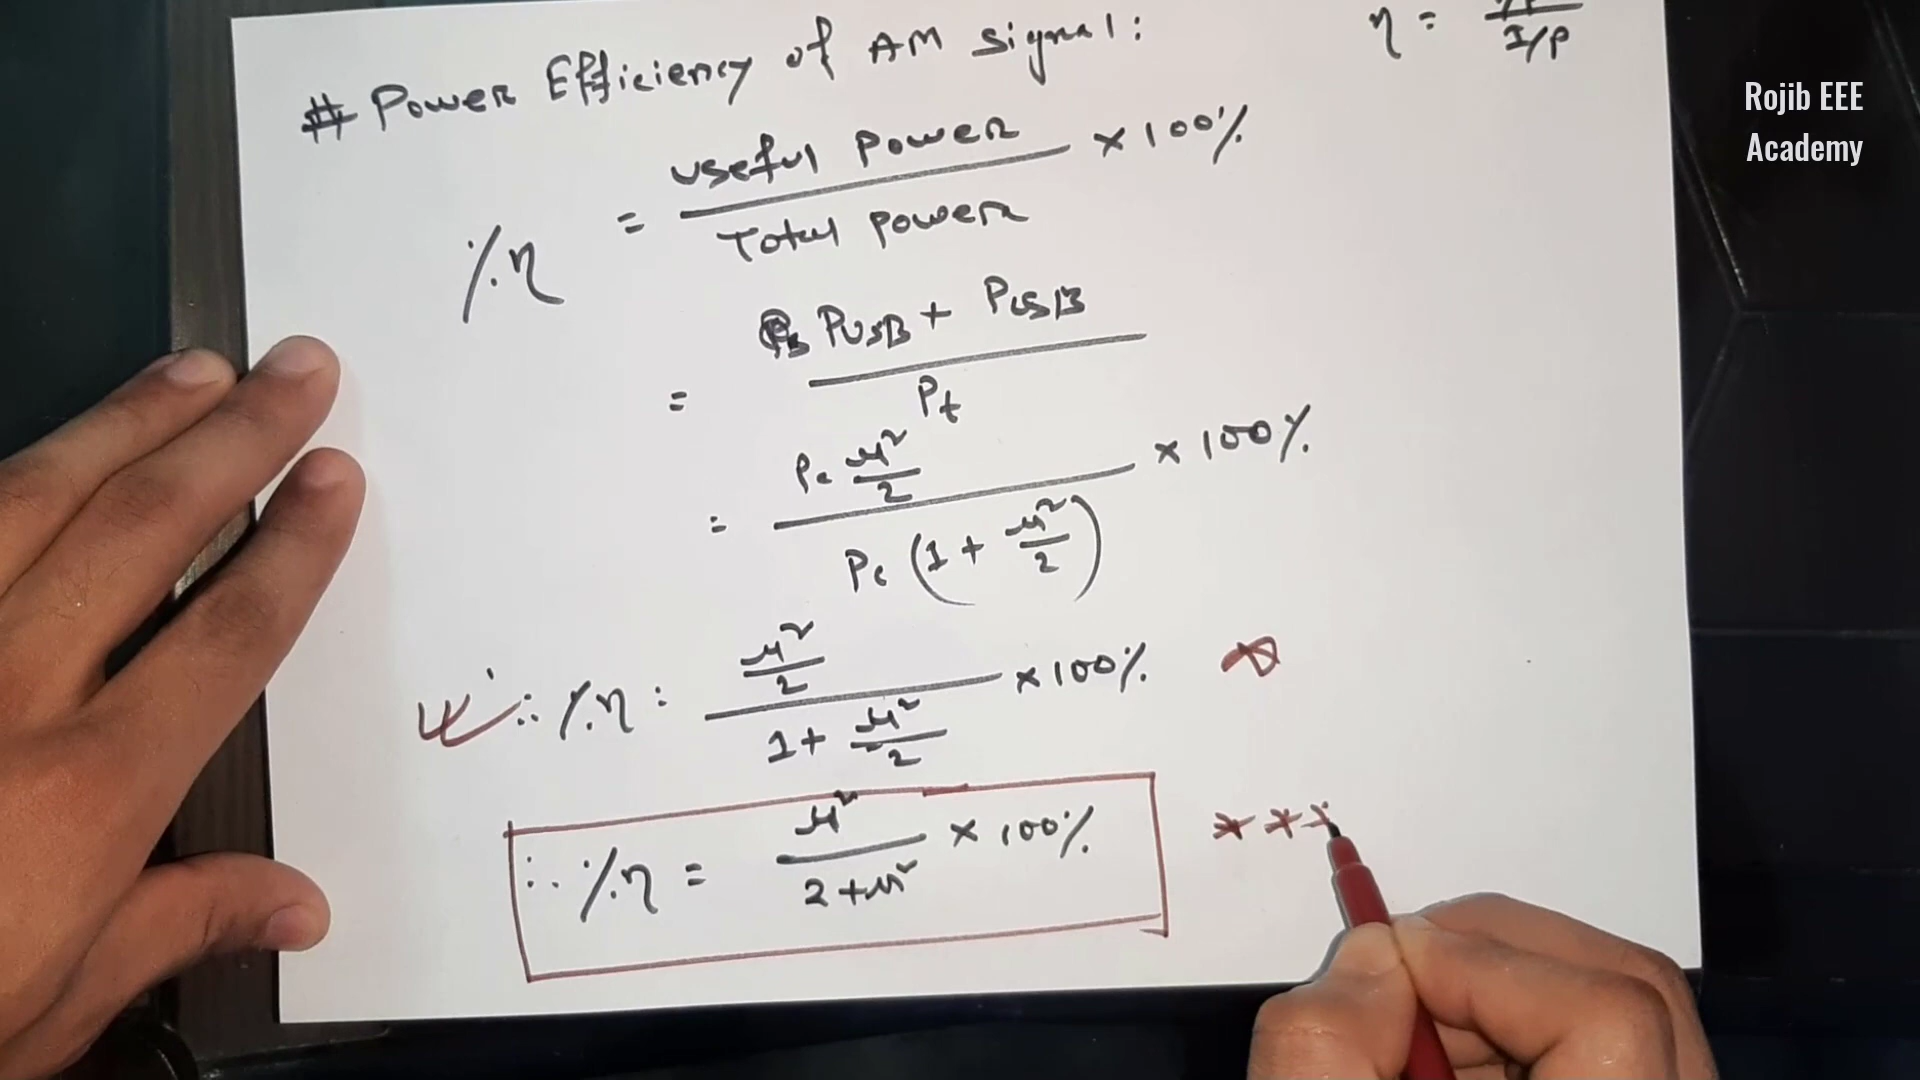 # Power Efficiency of AM signal:
η = O/P / I/P
Rojib EEE
Academy
%η = useful Power / Total power × 100%
= PUSB + PLSB / Pt
= Pc μ²/2 / Pc (1 + μ²/2) × 100%
∴ %η = μ²/2 / 1 + μ²/2 × 100%
∴ %η = μ² / 2+μ² × 100%